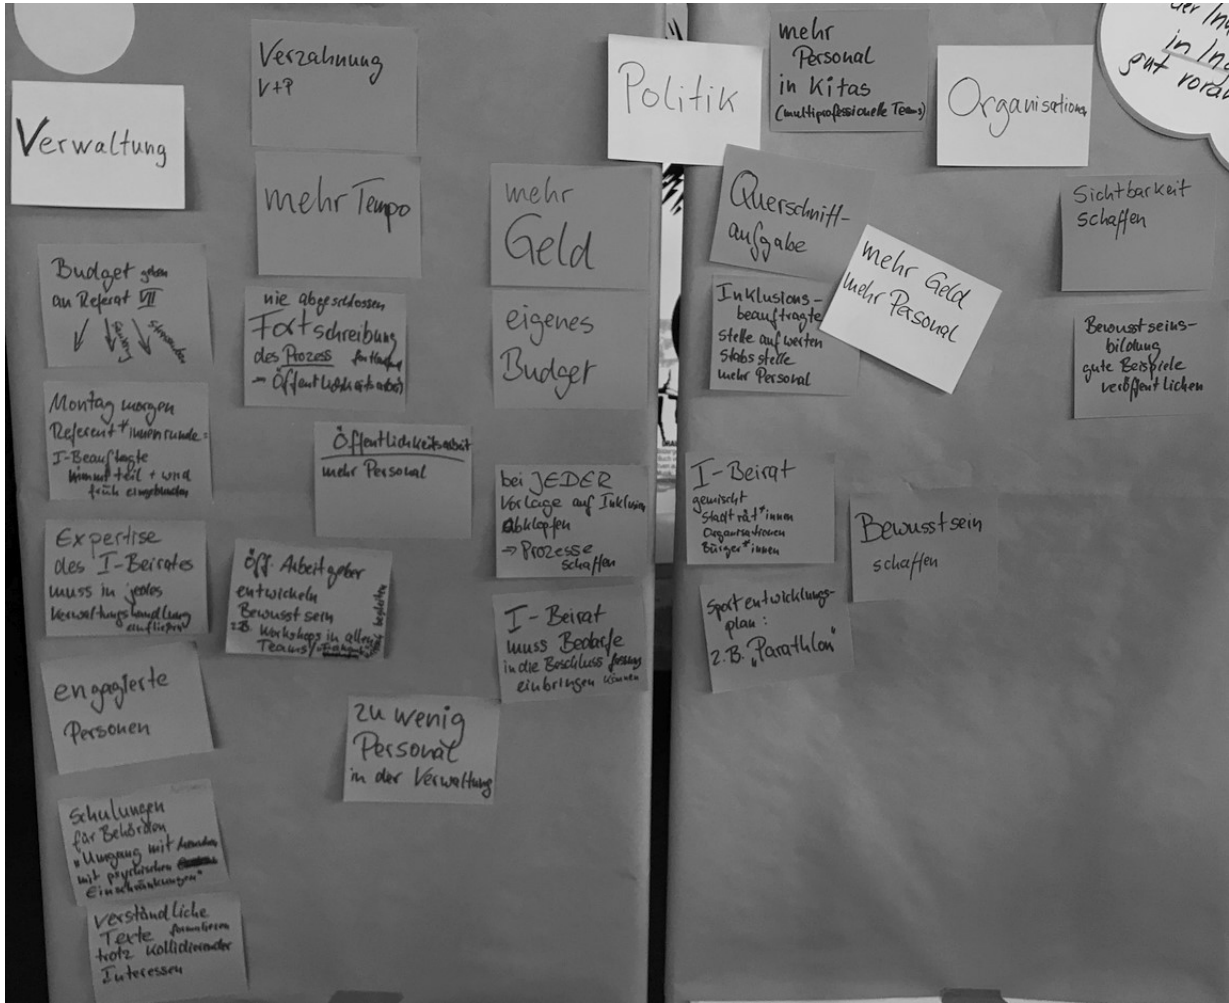 Verwaltung
Budget geben
an Referat VII
Montag morgen
Referent*innenrunde:
I-Beauftragte
nimmt teil + wird
früh eingebunden
Expertise
des I-Beirates
muss in jedes
Verwaltungshandlung
einfließen
engagierte
Personen
Schulungen
für Behörden
"Umgang mit Menschen
mit psychischen
Einschränkungen"
verständliche
Texte formulieren
trotz kollidierender
Interessen
Verzahnung
V+P
mehr Tempo
nie abgeschlossen
Fortschreibung
des Prozess
→ Öffentlichkeitsarbeit
Öffentlichkeitsarbeit
mehr Personal
Öff. Arbeitgeber
entwickeln
Bewusstsein
z.B. Workshops in allen
Teams
begleiten
zu wenig
Personal
in der Verwaltung
mehr
Geld
eigenes
Budget
bei JEDER
Vorlage auf Inklusion
Abklopfen
→ Prozesse
schaffen
I-Beirat
muss Bedarfe
in die Beschlussfassung
einbringen können
Politik
mehr
Personal
in Kitas
(multiprofessionelle Teams)
Querschnitt-
aufgabe
mehr Geld
mehr Personal
Inklusions-
beauftragte
Stelle aufwerten
Stabsstelle
mehr Personal
I-Beirat
gemischt
Stadträt*innen
Organisationen
Bürger*innen
Sportentwicklungs-
plan:
z.B. "Parathlon"
Bewusstsein
schaffen
Organisationen
Sichtbarkeit
schaffen
Bewusstseins-
bildung
gute Beispiele
veröffentlichen
der
in
gut